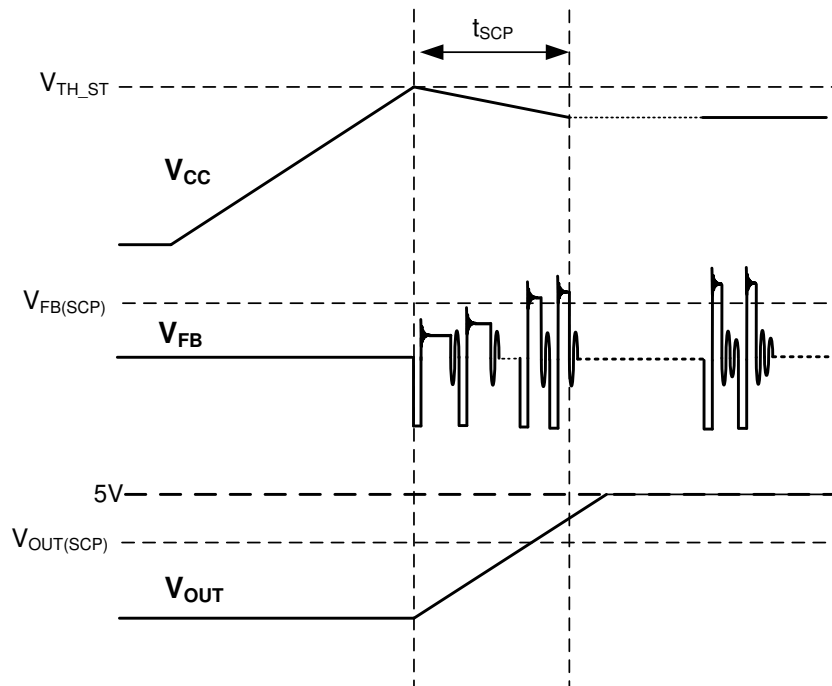 tSCP
VTH_ST
VCC
VFB(SCP)
VFB
5V
VOUT(SCP)
VOUT